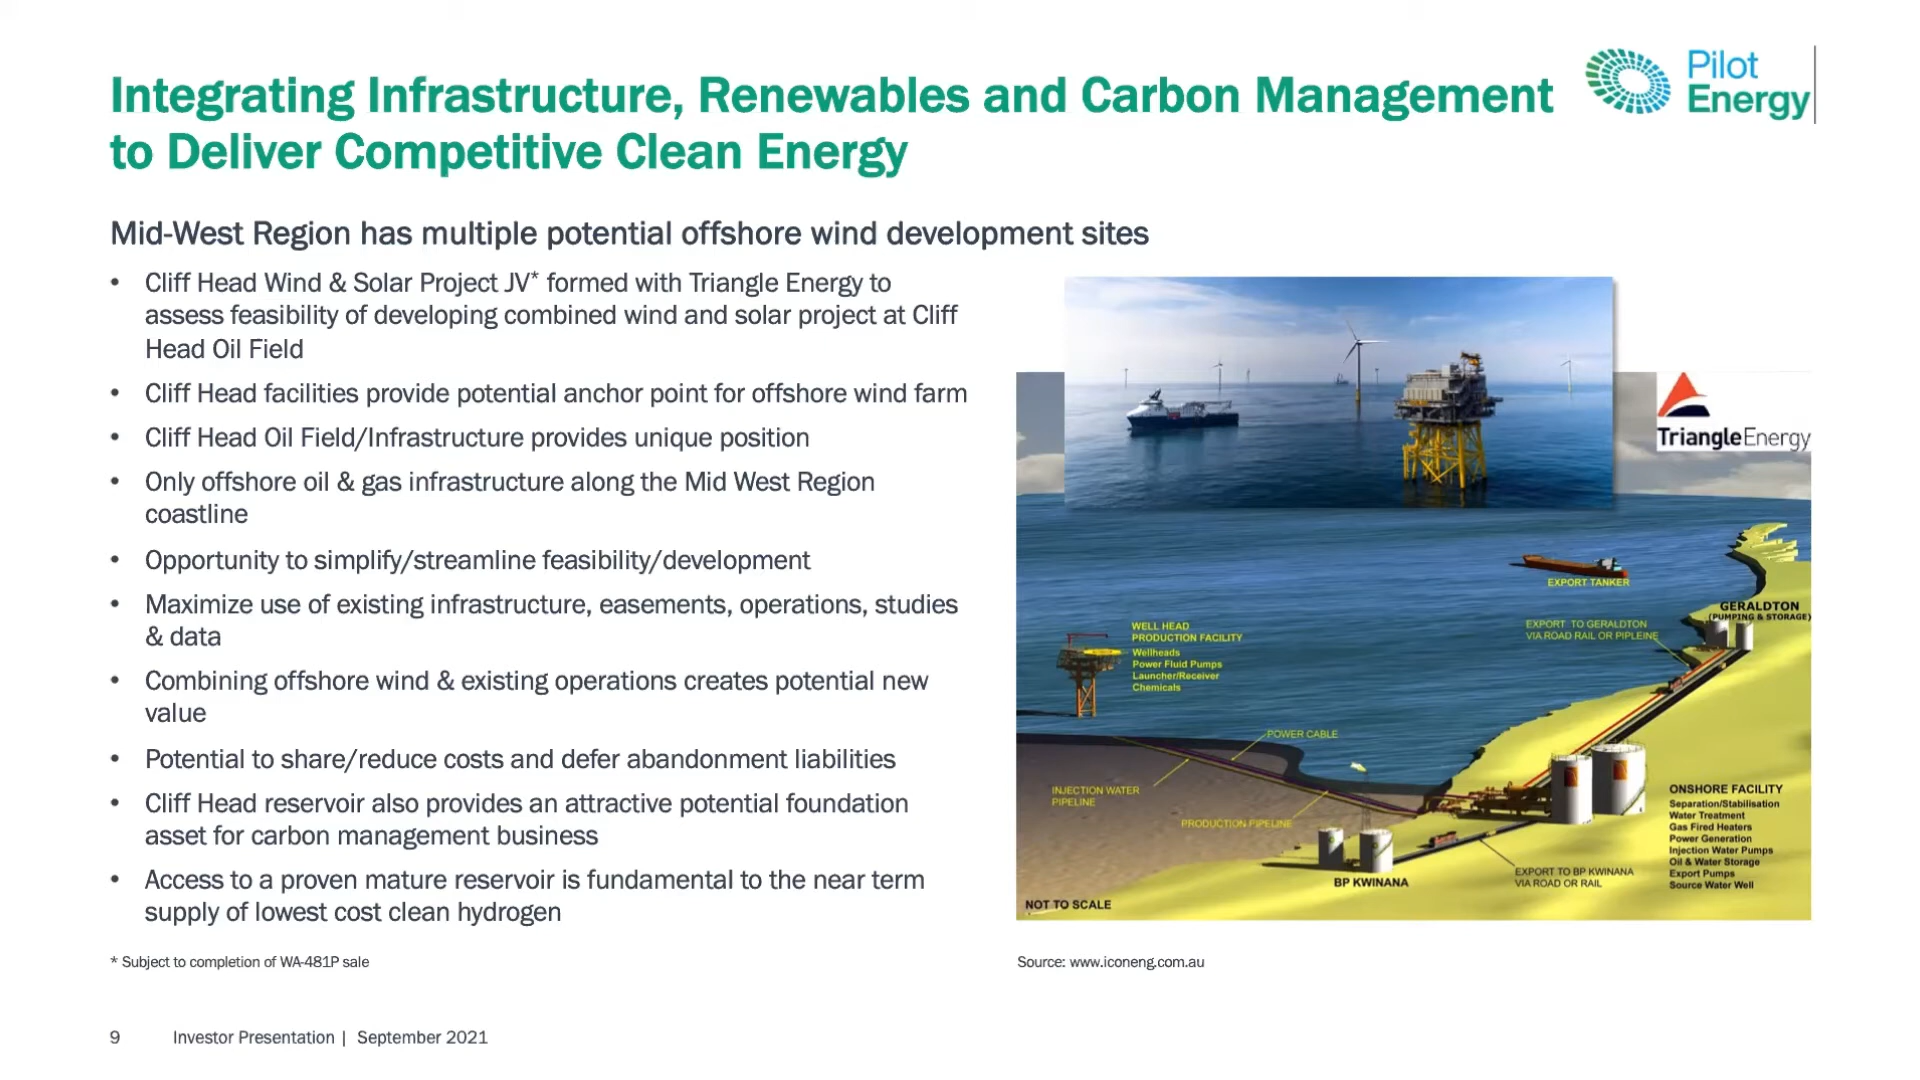 Integrating Infrastructure, Renewables and Carbon Management
to Deliver Competitive Clean Energy
Pilot
Energy
Mid-West Region has multiple potential offshore wind development sites
• Cliff Head Wind & Solar Project JV* formed with Triangle Energy to
assess feasibility of developing combined wind and solar project at Cliff
Head Oil Field
• Cliff Head facilities provide potential anchor point for offshore wind farm
• Cliff Head Oil Field/Infrastructure provides unique position
• Only offshore oil & gas infrastructure along the Mid West Region
coastline
• Opportunity to simplify/streamline feasibility/development
• Maximize use of existing infrastructure, easements, operations, studies
& data
• Combining offshore wind & existing operations creates potential new
value
• Potential to share/reduce costs and defer abandonment liabilities
• Cliff Head reservoir also provides an attractive potential foundation
asset for carbon management business
• Access to a proven mature reservoir is fundamental to the near term
supply of lowest cost clean hydrogen
* Subject to completion of WA-481P sale
TriangleEnergy
EXPORT TANKER
GERALDTON
(PUMPING & STORAGE)
EXPORT TO GERALDTON
VIA ROAD RAIL OR PIPLEINE
WELL HEAD
PRODUCTION FACILITY
Wellheads
Power Fluid Pumps
Launcher/Receiver
Chemicals
POWER CABLE
INJECTION WATER
PIPELINE
PRODUCTION PIPELINE
ONSHORE FACILITY
Separation/Stabilisation
Water Treatment
Gas Fired Heaters
Power Generation
Injection Water Pumps
Oil & Water Storage
Export Pumps
Source Water Well
EXPORT TO BP KWINANA
VIA ROAD OR RAIL
BP KWINANA
NOT TO SCALE
Source: www.iconeng.com.au
9 Investor Presentation | September 2021